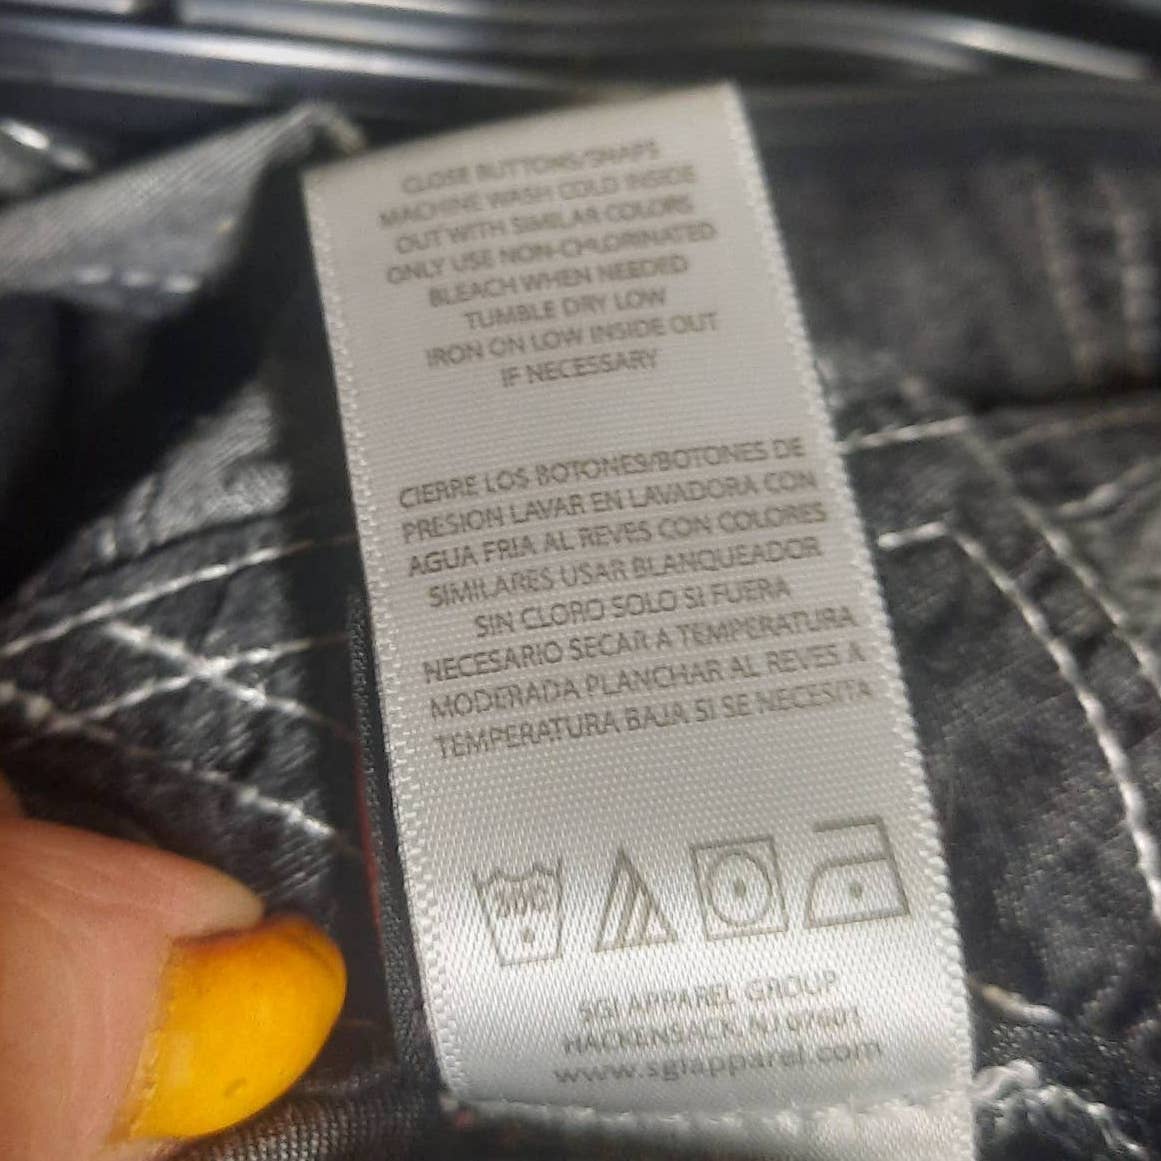 CLOSE BUTTONS/SNAPS
MACHINE WASH COLD INSIDE
OUT WITH SIMILAR COLORS
ONLY USE NON-CHLORINATED
BLEACH WHEN NEEDED
TUMBLE DRY LOW
IRON ON LOW INSIDE OUT
IF NECESSARY
CIERRE LOS BOTONES/BOTONES DE
PRESION LAVAR EN LAVADORA CON
AGUA FRIA AL REVES CON COLORES
SIMILARES USAR BLANQUEADOR
SIN CLORO SOLO SI FUERA
NECESARIO SECAR A TEMPERATURA
MODERADA PLANCHAR AL REVES A
TEMPERATURA BAJA SI SE NECESITA
30°C
SGI APPAREL GROUP
HACKENSACK, NJ 07601
www.sgiapparel.com